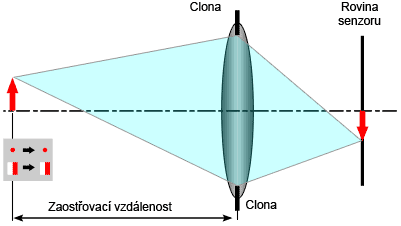 Clona
Rovina
senzoru
Zaostřovací vzdálenost
Clona